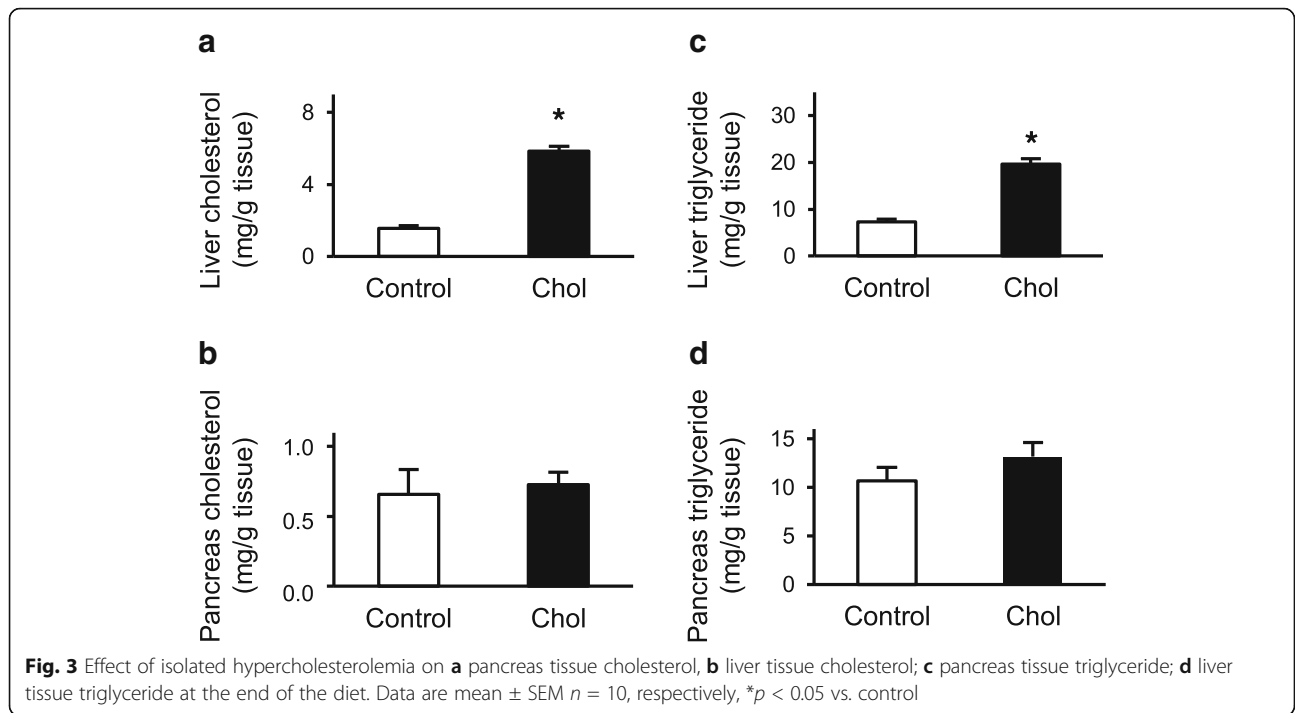 a
Liver cholesterol
(mg/g tissue)
8
4
0
*
Control
Chol
c
Liver triglyceride
(mg/g tissue)
30
20
10
0
*
Control
Chol
b
Pancreas cholesterol
(mg/g tissue)
1.0
0.5
0.0
Control
Chol
d
Pancreas triglyceride
(mg/g tissue)
15
10
5
0
Control
Chol
Fig. 3 Effect of isolated hypercholesterolemia on a pancreas tissue cholesterol, b liver tissue cholesterol; c pancreas tissue triglyceride; d liver
tissue triglyceride at the end of the diet. Data are mean ± SEM n = 10, respectively, *p < 0.05 vs. control